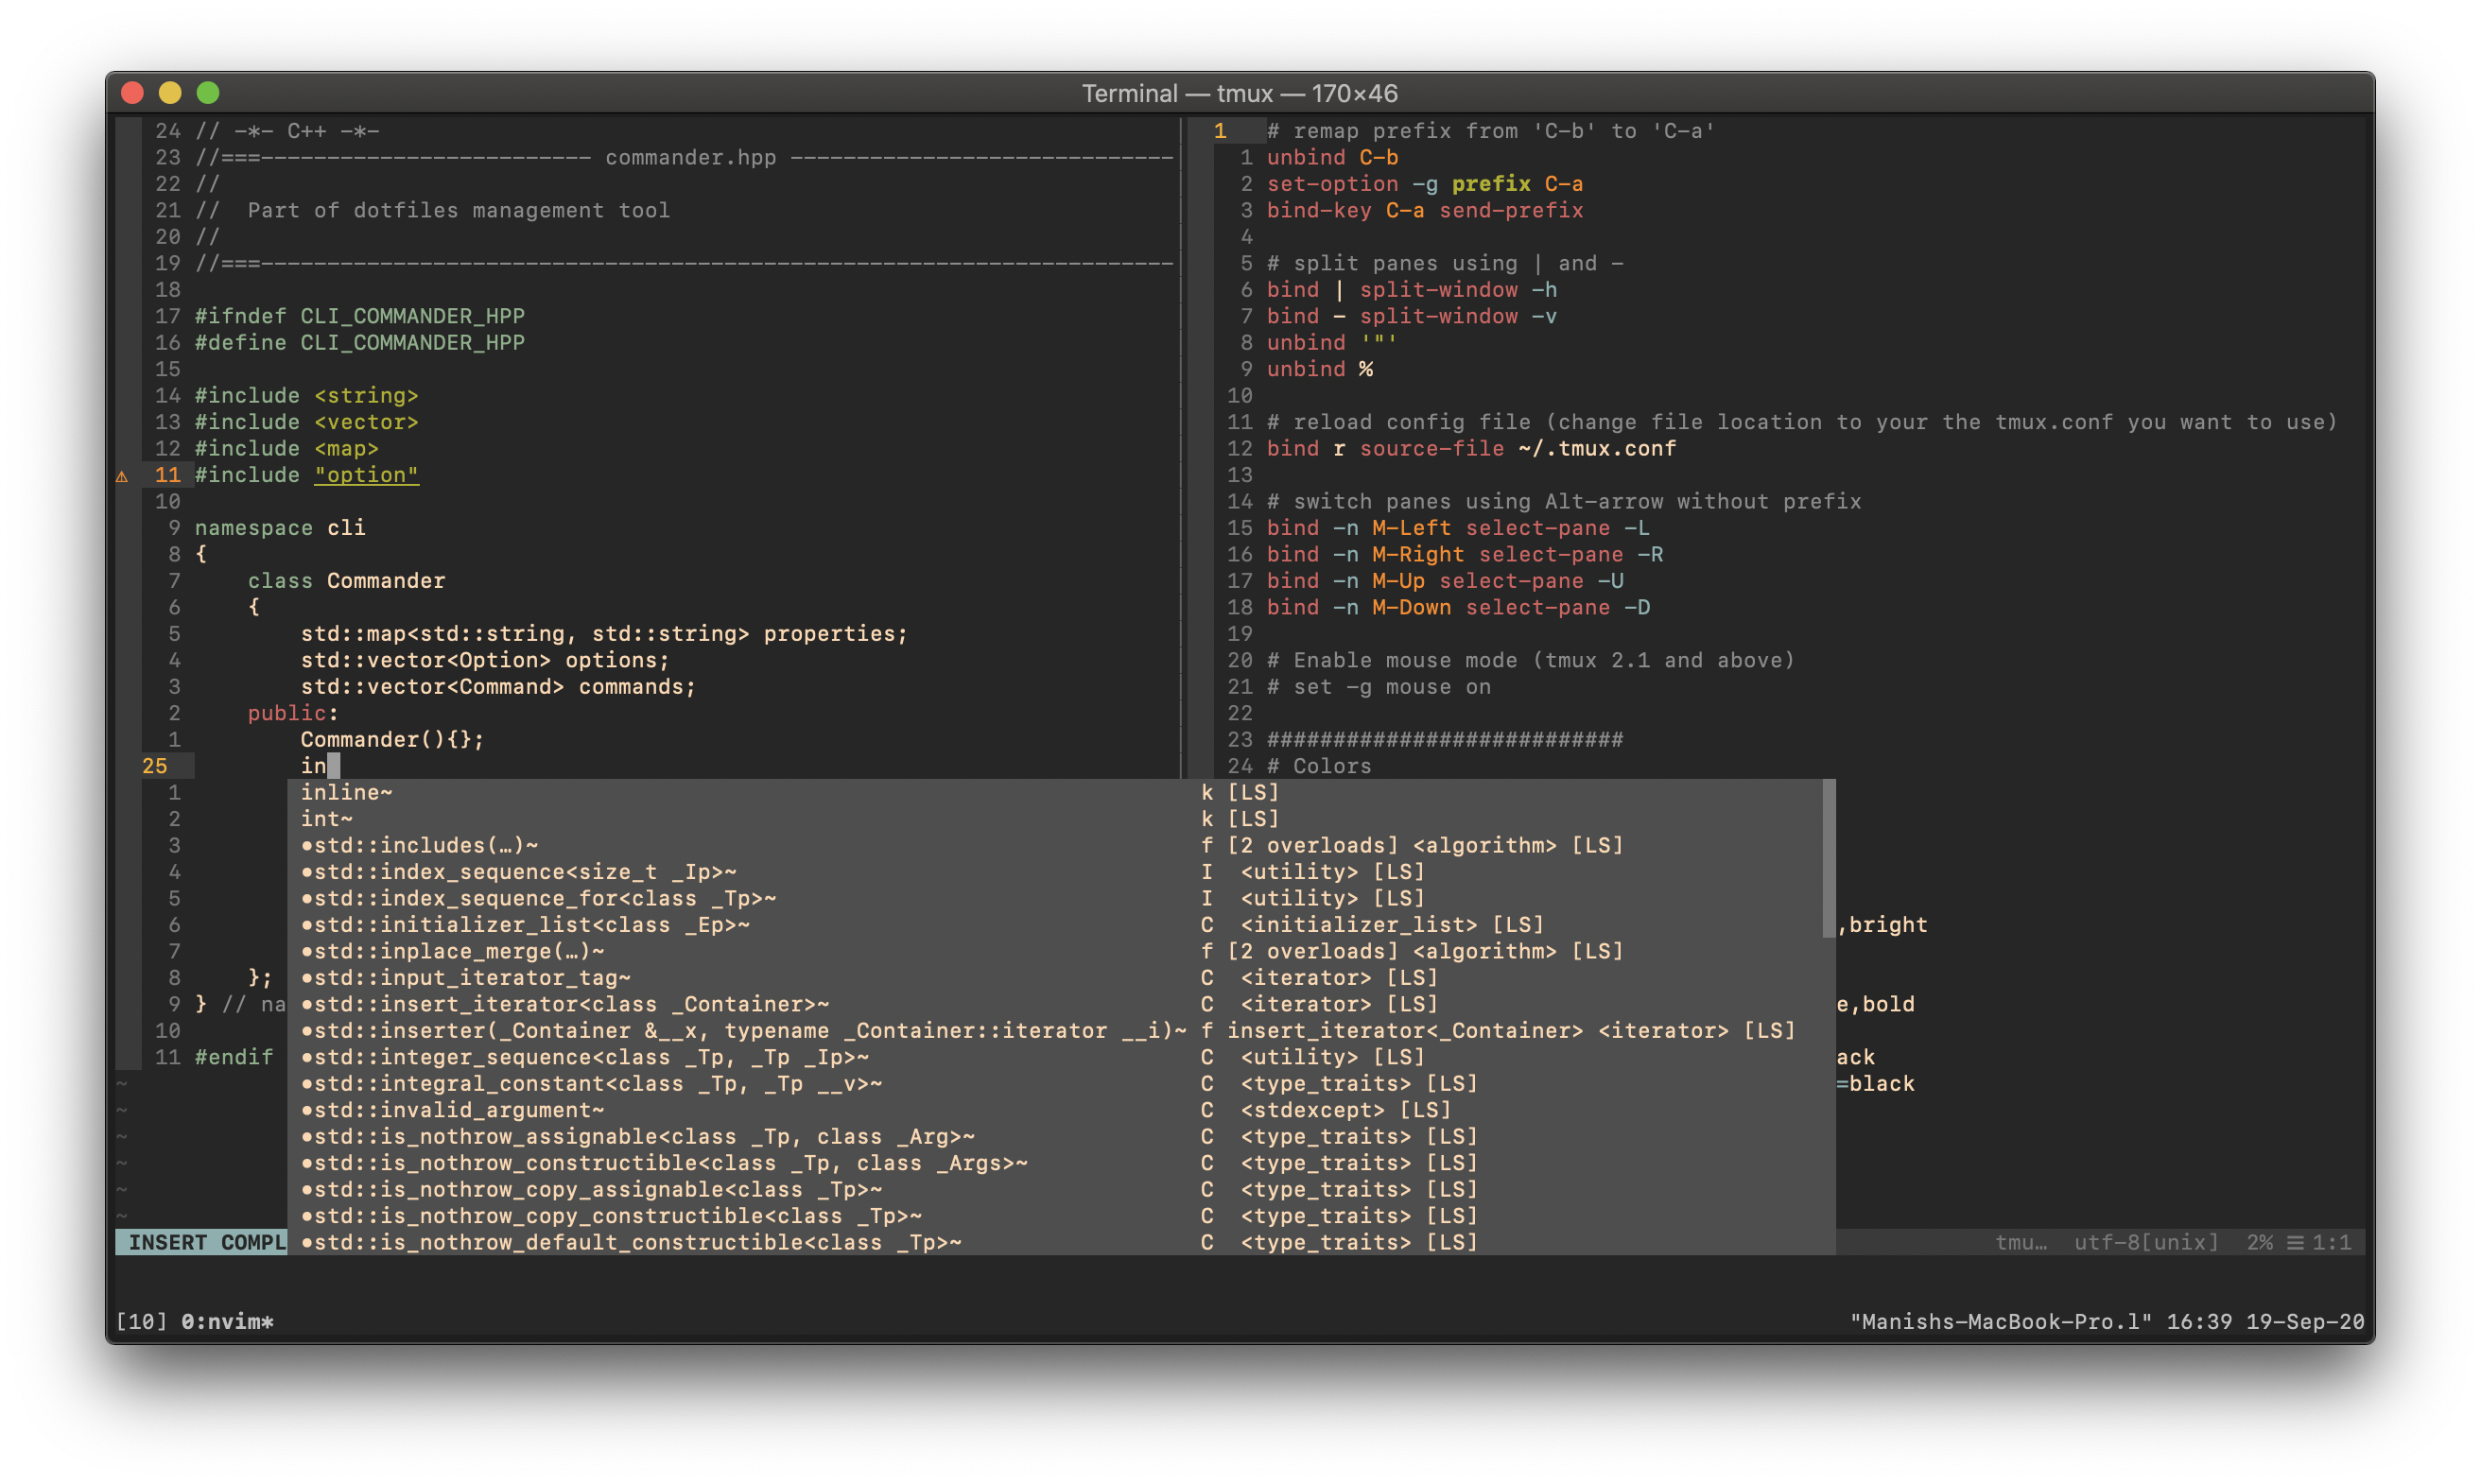 Terminal — tmux — 170×46
24 // -*- C++ -*-
23 //===------------------------- commander.hpp -----------------------------
22 //
21 //  Part of dotfiles management tool
20 //
19 //===---------------------------------------------------------------------
18
17 #ifndef CLI_COMMANDER_HPP
16 #define CLI_COMMANDER_HPP
15
14 #include <string>
13 #include <vector>
12 #include <map>
⚠ 11 #include "option"
10
9 namespace cli
8 {
7     class Commander
6     {
5         std::map<std::string, std::string> properties;
4         std::vector<Option> options;
3         std::vector<Command> commands;
2     public:
1         Commander(){};
25         in
1
2
3
4
5
6
7
8     };
9 } // na
10
11 #endif
~
~
~
~
~
~
1 # remap prefix from 'C-b' to 'C-a'
1 unbind C-b
2 set-option -g prefix C-a
3 bind-key C-a send-prefix
4
5 # split panes using | and -
6 bind | split-window -h
7 bind - split-window -v
8 unbind '"'
9 unbind %
10
11 # reload config file (change file location to your the tmux.conf you want to use)
12 bind r source-file ~/.tmux.conf
13
14 # switch panes using Alt-arrow without prefix
15 bind -n M-Left select-pane -L
16 bind -n M-Right select-pane -R
17 bind -n M-Up select-pane -U
18 bind -n M-Down select-pane -D
19
20 # Enable mouse mode (tmux 2.1 and above)
21 # set -g mouse on
22
23 ###########################
24 # Colors
,bright
e,bold
ack
=black
inline~ k [LS]
int~ k [LS]
•std::includes(…)~ f [2 overloads] <algorithm> [LS]
•std::index_sequence<size_t _Ip>~ I  <utility> [LS]
•std::index_sequence_for<class _Tp>~ I  <utility> [LS]
•std::initializer_list<class _Ep>~ C  <initializer_list> [LS]
•std::inplace_merge(…)~ f [2 overloads] <algorithm> [LS]
•std::input_iterator_tag~ C  <iterator> [LS]
•std::insert_iterator<class _Container>~ C  <iterator> [LS]
•std::inserter(_Container &__x, typename _Container::iterator __i)~ f insert_iterator<_Container> <iterator> [LS]
•std::integer_sequence<class _Tp, _Tp _Ip>~ C  <utility> [LS]
•std::integral_constant<class _Tp, _Tp __v>~ C  <type_traits> [LS]
•std::invalid_argument~ C  <stdexcept> [LS]
•std::is_nothrow_assignable<class _Tp, class _Arg>~ C  <type_traits> [LS]
•std::is_nothrow_constructible<class _Tp, class _Args>~ C  <type_traits> [LS]
•std::is_nothrow_copy_assignable<class _Tp>~ C  <type_traits> [LS]
•std::is_nothrow_copy_constructible<class _Tp>~ C  <type_traits> [LS]
•std::is_nothrow_default_constructible<class _Tp>~ C  <type_traits> [LS]
INSERT COMPL
tmu…  utf-8[unix]  2% ☰ 1:1
[10] 0:nvim*
"Manishs-MacBook-Pro.l" 16:39 19-Sep-20